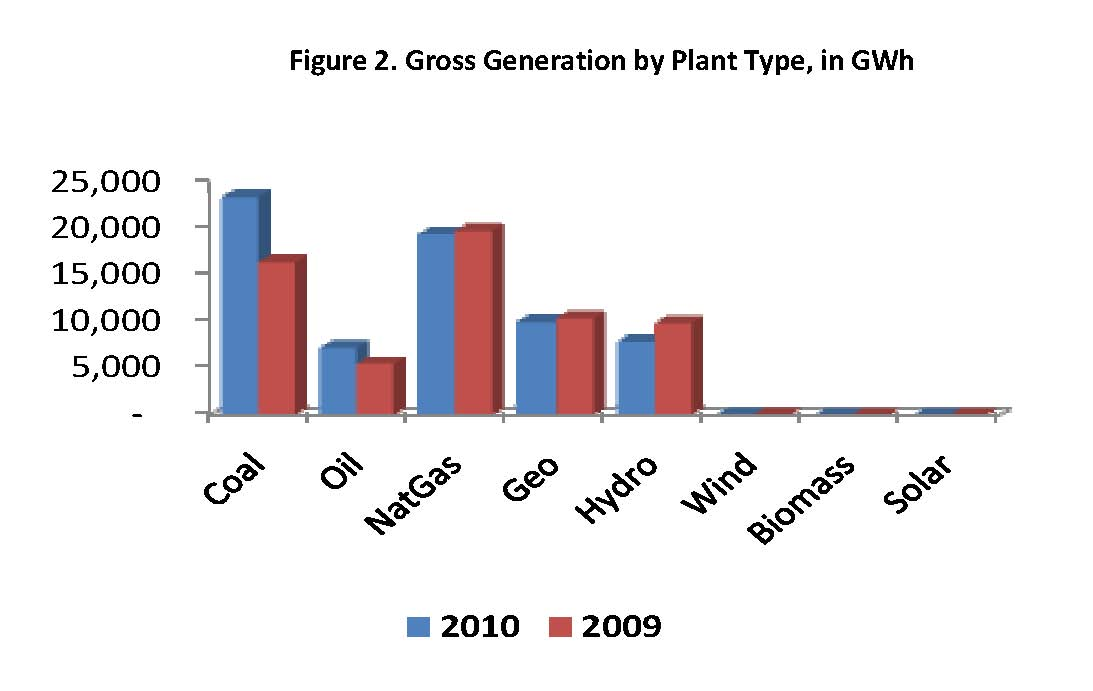 Figure 2. Gross Generation by Plant Type, in GWh
25,000
20,000
15,000
10,000
5,000
-
Coal
Oil
NatGas
Geo
Hydro
Wind
Biomass
Solar
2010 2009